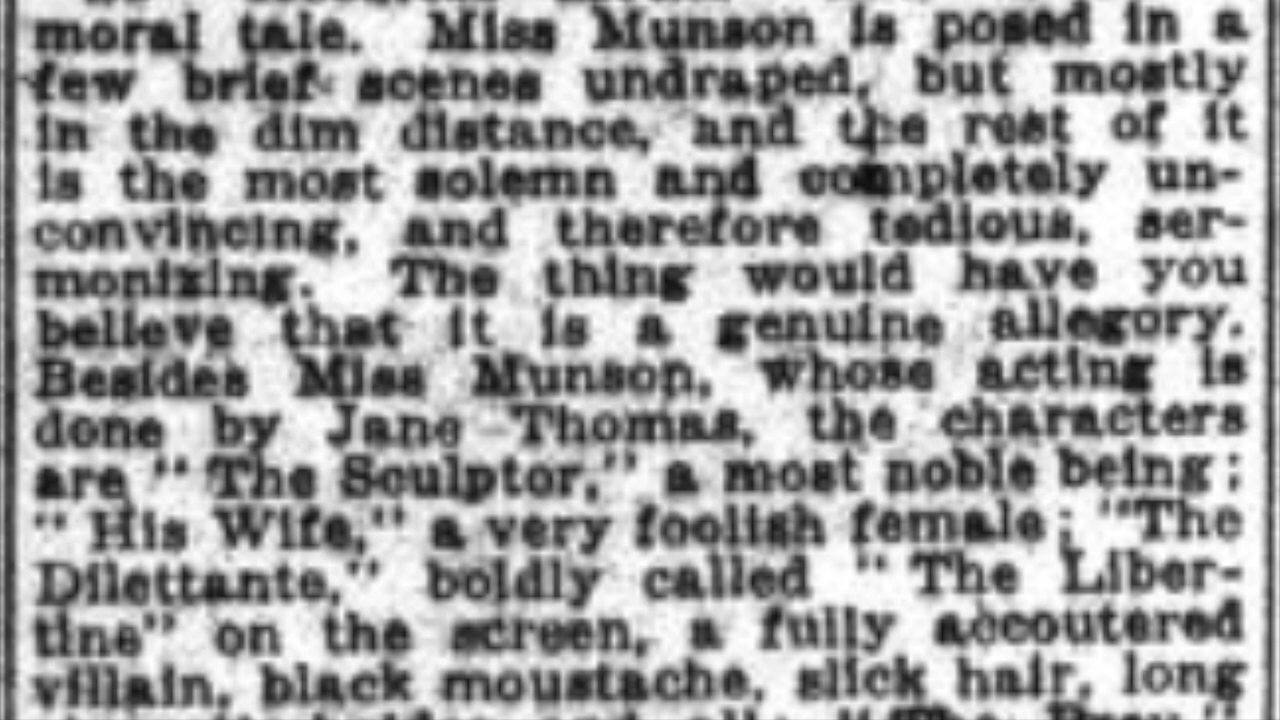 moral tale. Miss Munson is posed in a
few brief scenes undraped, but mostly
in the dim distance, and the rest of it
is the most solemn and completely un-
convincing, and therefore tedious, ser-
monizing. The thing would have you
believe that it is a genuine allegory.
Besides Miss Munson, whose acting is
done by Jane Thomas, the characters
are "The Sculptor," a most noble being;
"His Wife," a very foolish female; "The
Dilettante," boldly called "The Liber-
tine" on the screen, a fully accoutered
villain, black moustache, slick hair, long